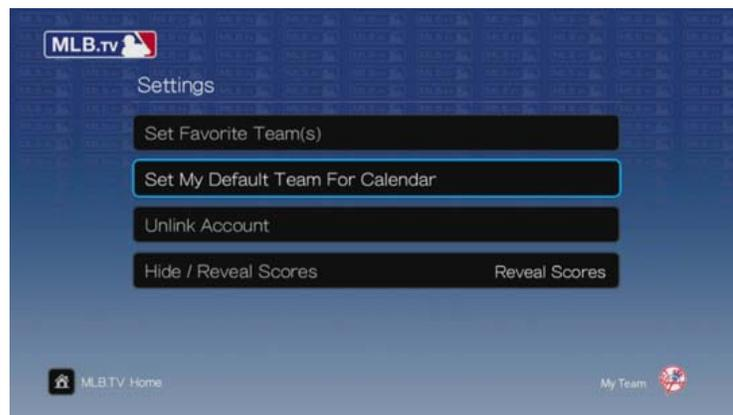 MLB.TV
Settings
Set Favorite Team(s)
Set My Default Team For Calendar
Unlink Account
Hide / Reveal Scores Reveal Scores
MLB.TV Home My Team